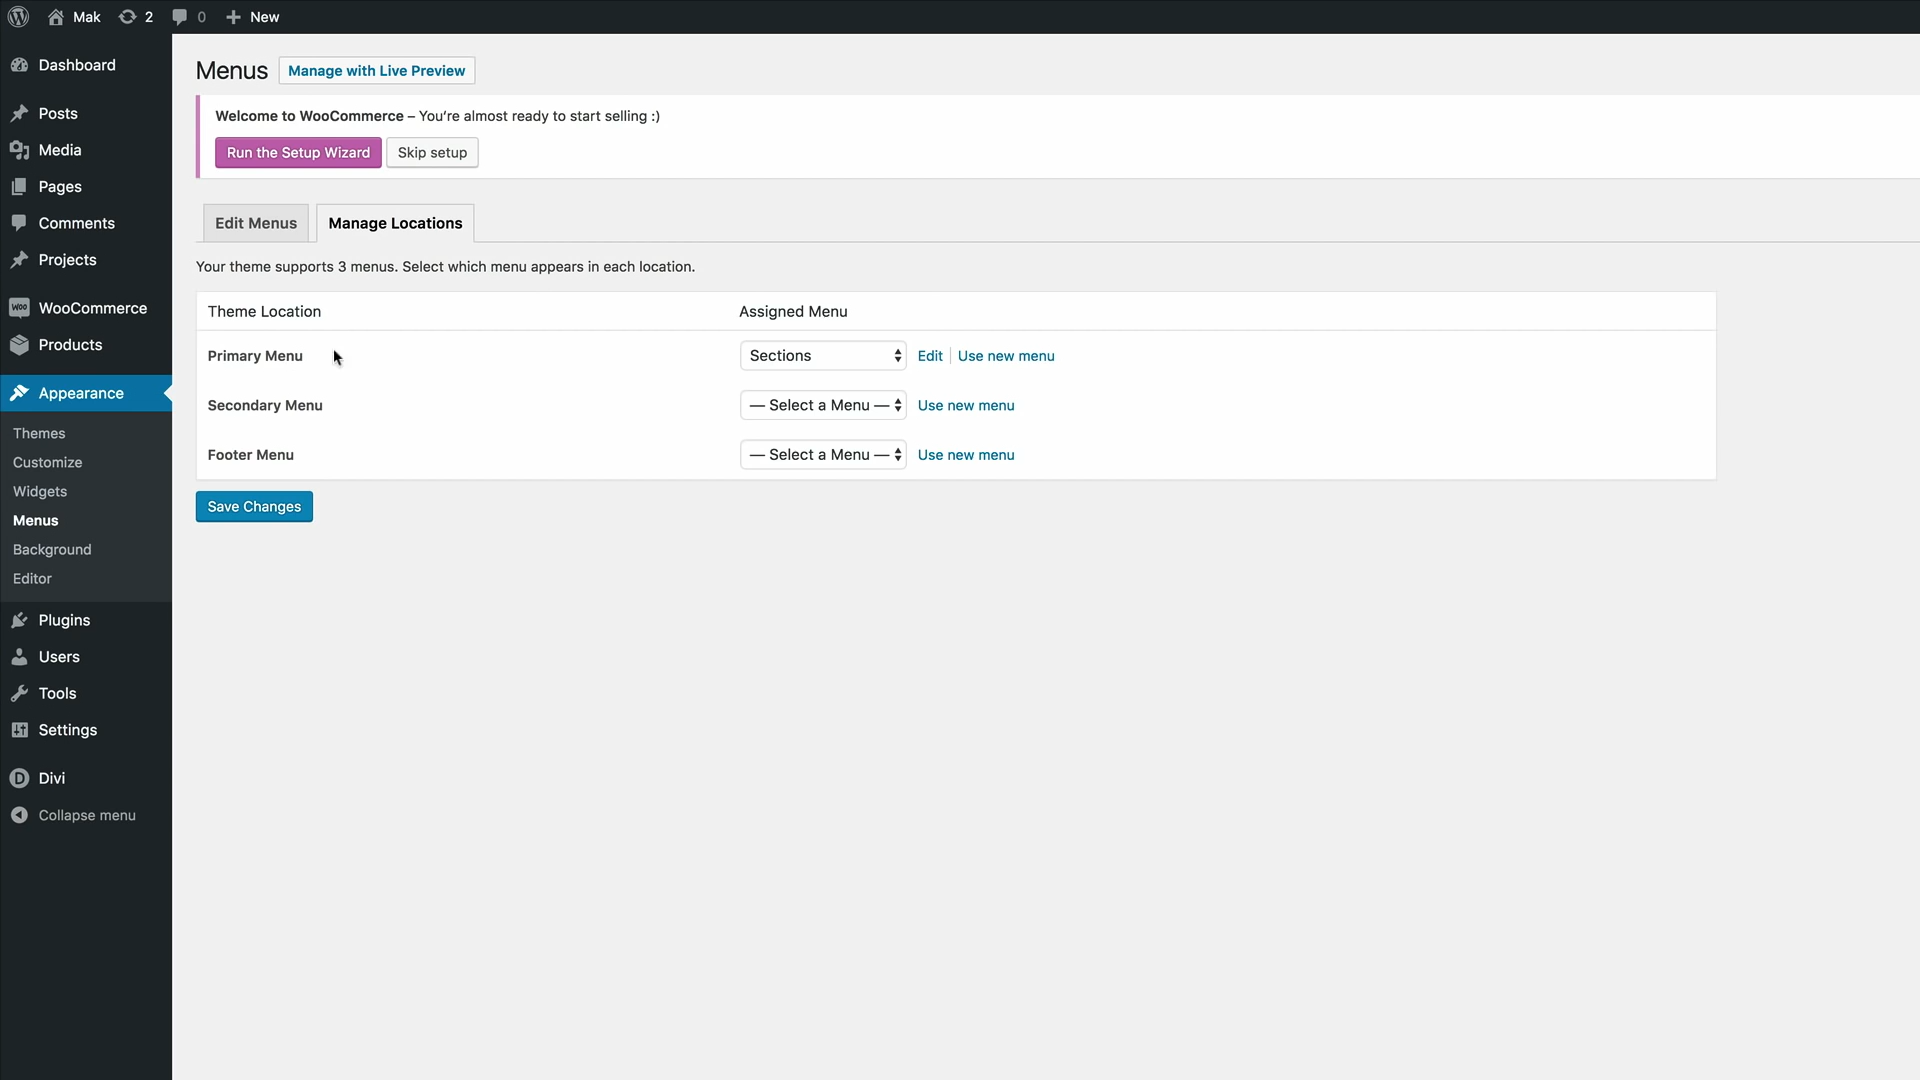 Mak 2 0 New
Dashboard
Posts
Media
Pages
Comments
Projects
WooCommerce
Products
Appearance
Themes
Customize
Widgets
Menus
Background
Editor
Plugins
Users
Tools
Settings
Divi
Collapse menu
Menus Manage with Live Preview
Welcome to WooCommerce – You're almost ready to start selling :)
Run the Setup Wizard Skip setup
Edit Menus Manage Locations
Your theme supports 3 menus. Select which menu appears in each location.
Theme Location Assigned Menu
Primary Menu Sections Edit Use new menu
Secondary Menu — Select a Menu — Use new menu
Footer Menu — Select a Menu — Use new menu
Save Changes